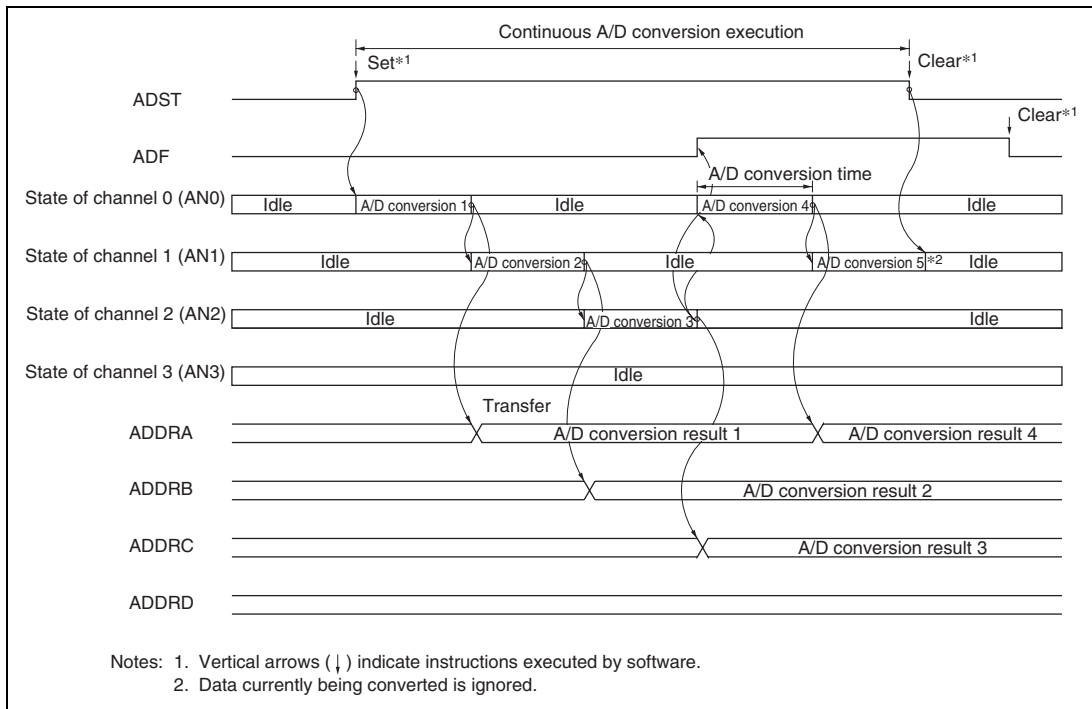 Continuous A/D conversion execution
Set*1 Clear*1
ADST
Clear*1
ADF
A/D conversion time
State of channel 0 (AN0) Idle A/D conversion 1 Idle A/D conversion 4 Idle
State of channel 1 (AN1) Idle A/D conversion 2 Idle A/D conversion 5 *2 Idle
State of channel 2 (AN2) Idle A/D conversion 3 Idle
State of channel 3 (AN3) Idle
Transfer
ADDRA A/D conversion result 1 A/D conversion result 4
ADDRB A/D conversion result 2
ADDRC A/D conversion result 3
ADDRD
Notes: 1. Vertical arrows (↓) indicate instructions executed by software.
2. Data currently being converted is ignored.